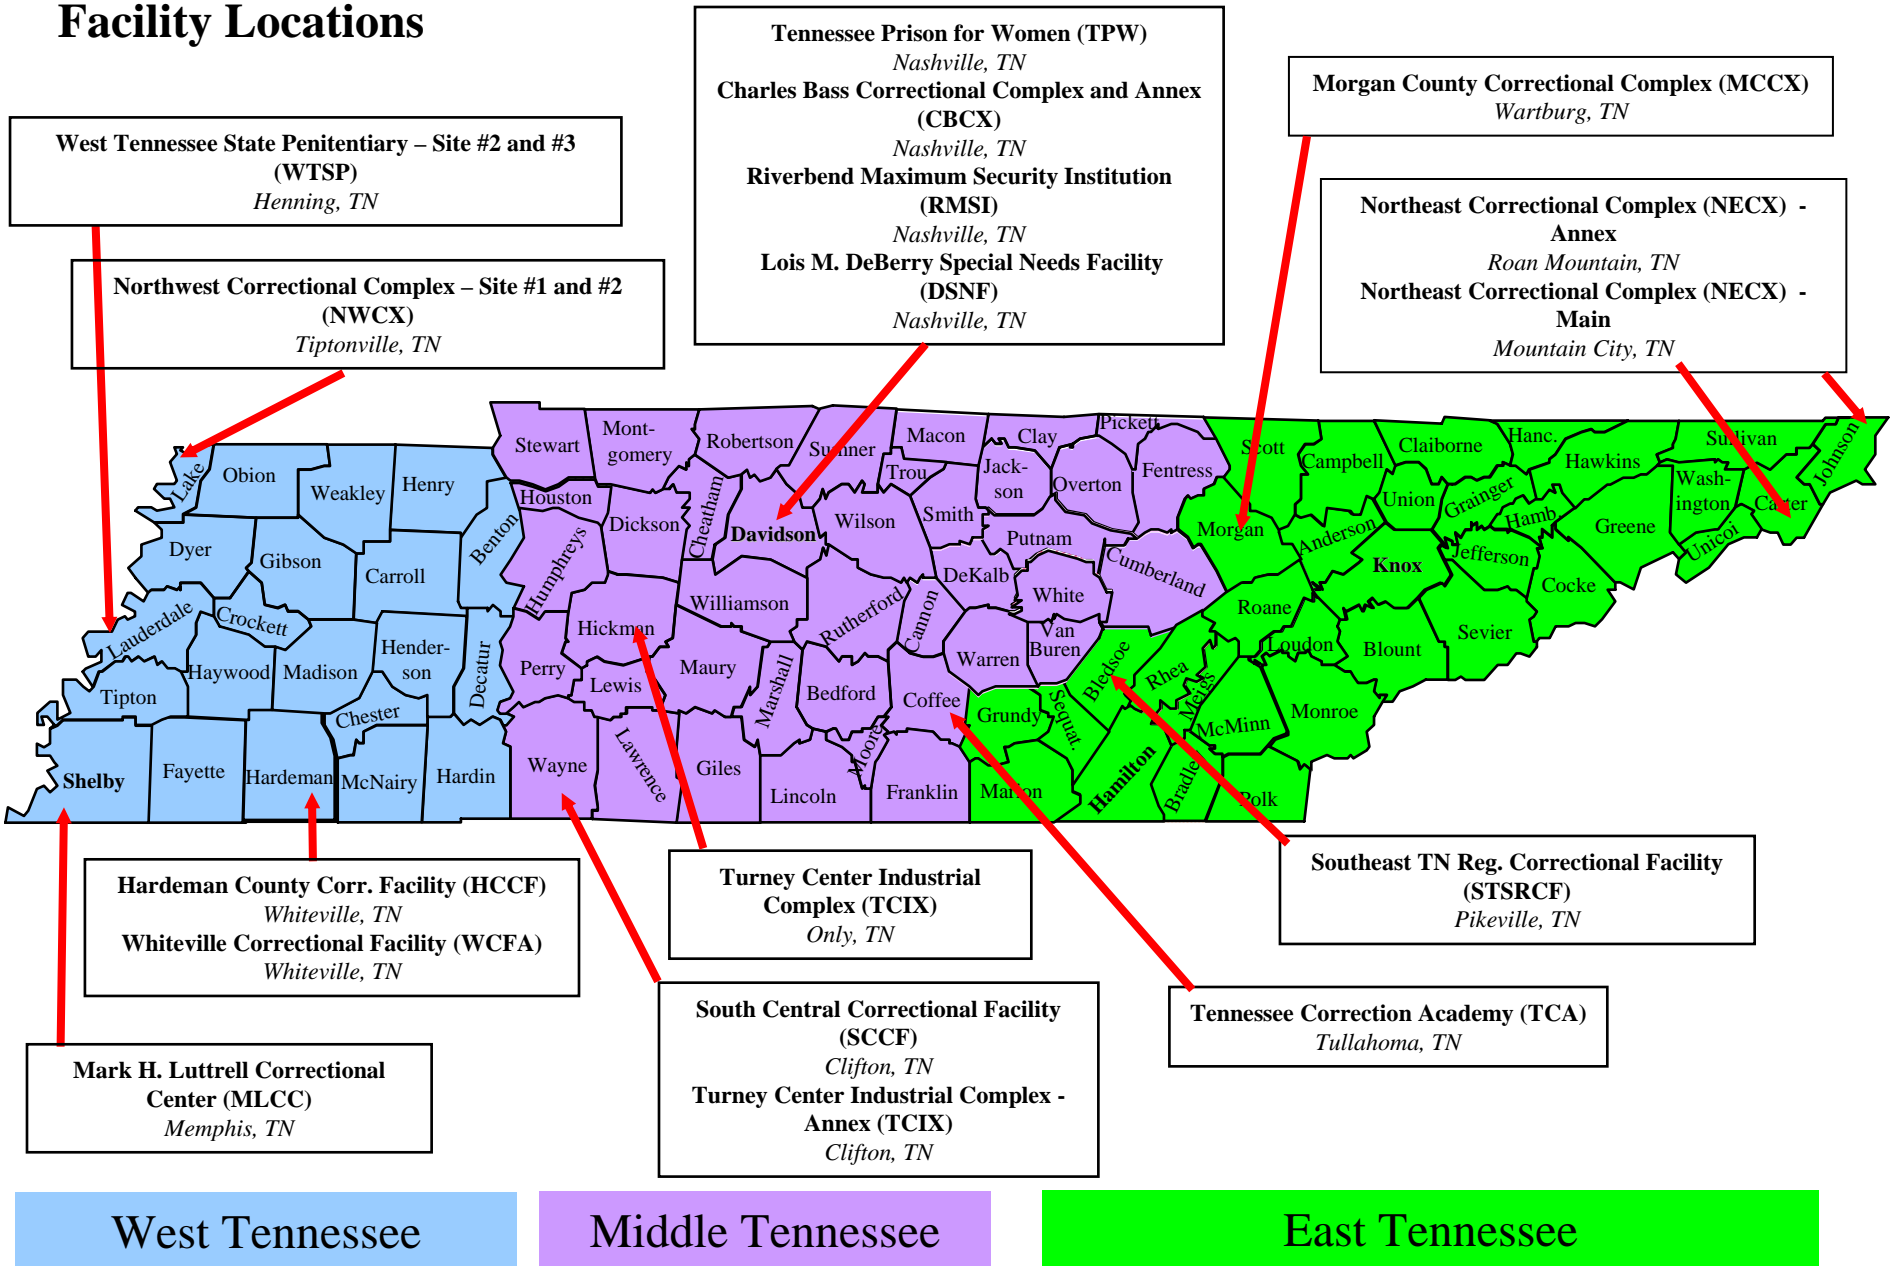 Facility Locations
Tennessee Prison for Women (TPW)
Nashville, TN
Charles Bass Correctional Complex and Annex
(CBCX)
Nashville, TN
Riverbend Maximum Security Institution
(RMSI)
Nashville, TN
Lois M. DeBerry Special Needs Facility
(DSNF)
Nashville, TN
Morgan County Correctional Complex (MCCX)
Wartburg, TN
West Tennessee State Penitentiary – Site #2 and #3
(WTSP)
Henning, TN
Northeast Correctional Complex (NECX) -
Annex
Roan Mountain, TN
Northeast Correctional Complex (NECX) -
Main
Mountain City, TN
Northwest Correctional Complex – Site #1 and #2
(NWCX)
Tiptonville, TN
Lake
Obion
Weakley
Henry
Benton
Dyer
Gibson
Carroll
Lauderdale
Crockett
Haywood
Madison
Hender-
son
Decatur
Tipton
Chester
Shelby
Fayette
Hardeman
McNairy
Hardin
Stewart
Mont-
gomery
Robertson
Sumner
Macon
Trou
Clay
Pickett
Jack-
son
Overton
Fentress
Houston
Dickson
Cheatham
Davidson
Wilson
Smith
Putnam
Humphreys
Hickman
Williamson
Rutherford
Cannon
DeKalb
White
Cumberland
Van
Buren
Warren
Perry
Lewis
Maury
Marshall
Bedford
Coffee
Wayne
Lawrence
Giles
Lincoln
Moore
Franklin
Scott
Campbell
Claiborne
Hanc.
Hawkins
Sullivan
Johnson
Morgan
Anderson
Union
Grainger
Hamb.
Greene
Wash-
ington
Carter
Unicoi
Knox
Jefferson
Cocke
Roane
Loudon
Blount
Sevier
Bledsoe
Rhea
Meigs
McMinn
Monroe
Grundy
Sequat.
Marion
Hamilton
Bradley
Polk
Hardeman County Corr. Facility (HCCF)
Whiteville, TN
Whiteville Correctional Facility (WCFA)
Whiteville, TN
Turney Center Industrial
Complex (TCIX)
Only, TN
Southeast TN Reg. Correctional Facility
(STSRCF)
Pikeville, TN
South Central Correctional Facility
(SCCF)
Clifton, TN
Turney Center Industrial Complex -
Annex (TCIX)
Clifton, TN
Tennessee Correction Academy (TCA)
Tullahoma, TN
Mark H. Luttrell Correctional
Center (MLCC)
Memphis, TN
West Tennessee
Middle Tennessee
East Tennessee